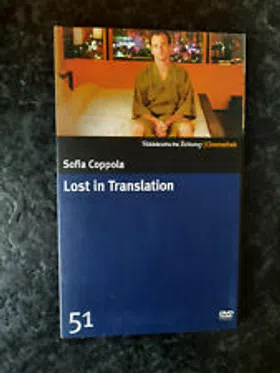 Süddeutsche Zeitung | Cinemathek
Sofia Coppola
Lost in Translation
51
DVD